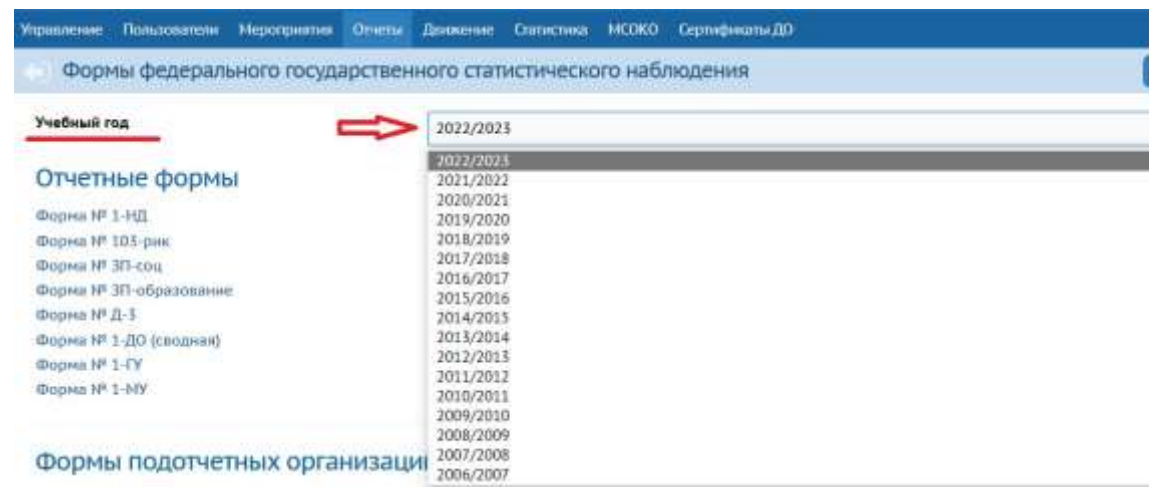 Управление Пользователи Мероприятия Отчеты Движение Статистика МСОКО Сертификаты ДО
Формы федерального государственного статистического наблюдения
Учебный год
2022/2023
2022/2023
2021/2022
2020/2021
2019/2020
2018/2019
2017/2018
2016/2017
2015/2016
2014/2015
2013/2014
2012/2013
2011/2012
2010/2011
2009/2010
2008/2009
2007/2008
2006/2007
Отчетные формы
Форма № 1-НД
Форма № 103-рик
Форма № ЗП-соц
Форма № ЗП-образование
Форма № Д-3
Форма № 1-ДО (сводная)
Форма № 1-ГУ
Форма № 1-МУ
Формы подотчетных организаци